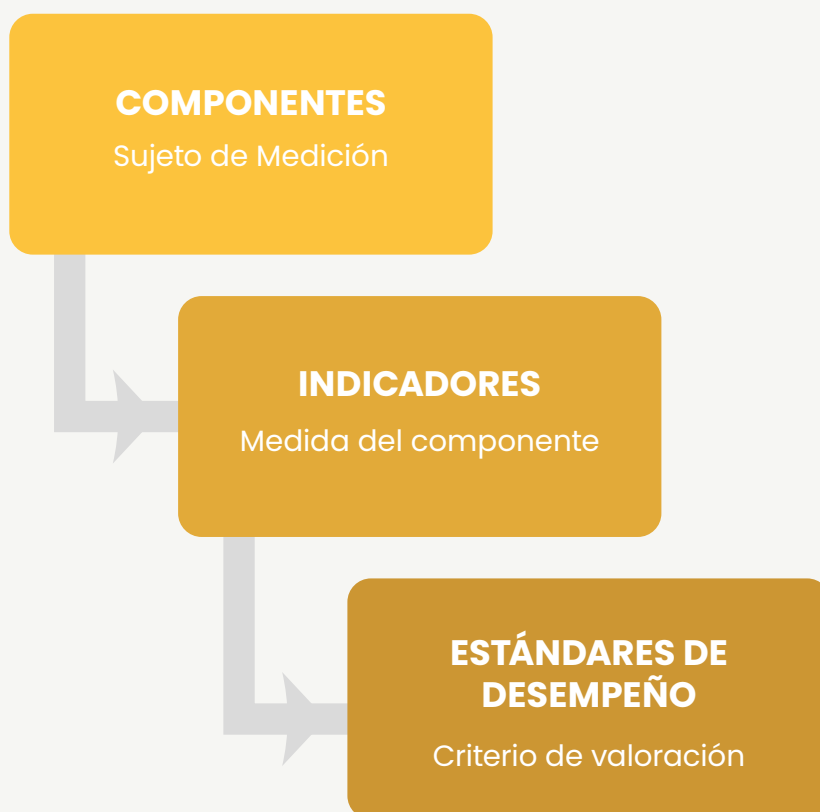 COMPONENTES
Sujeto de Medición
INDICADORES
Medida del componente
ESTÁNDARES DE
DESEMPEÑO
Criterio de valoración